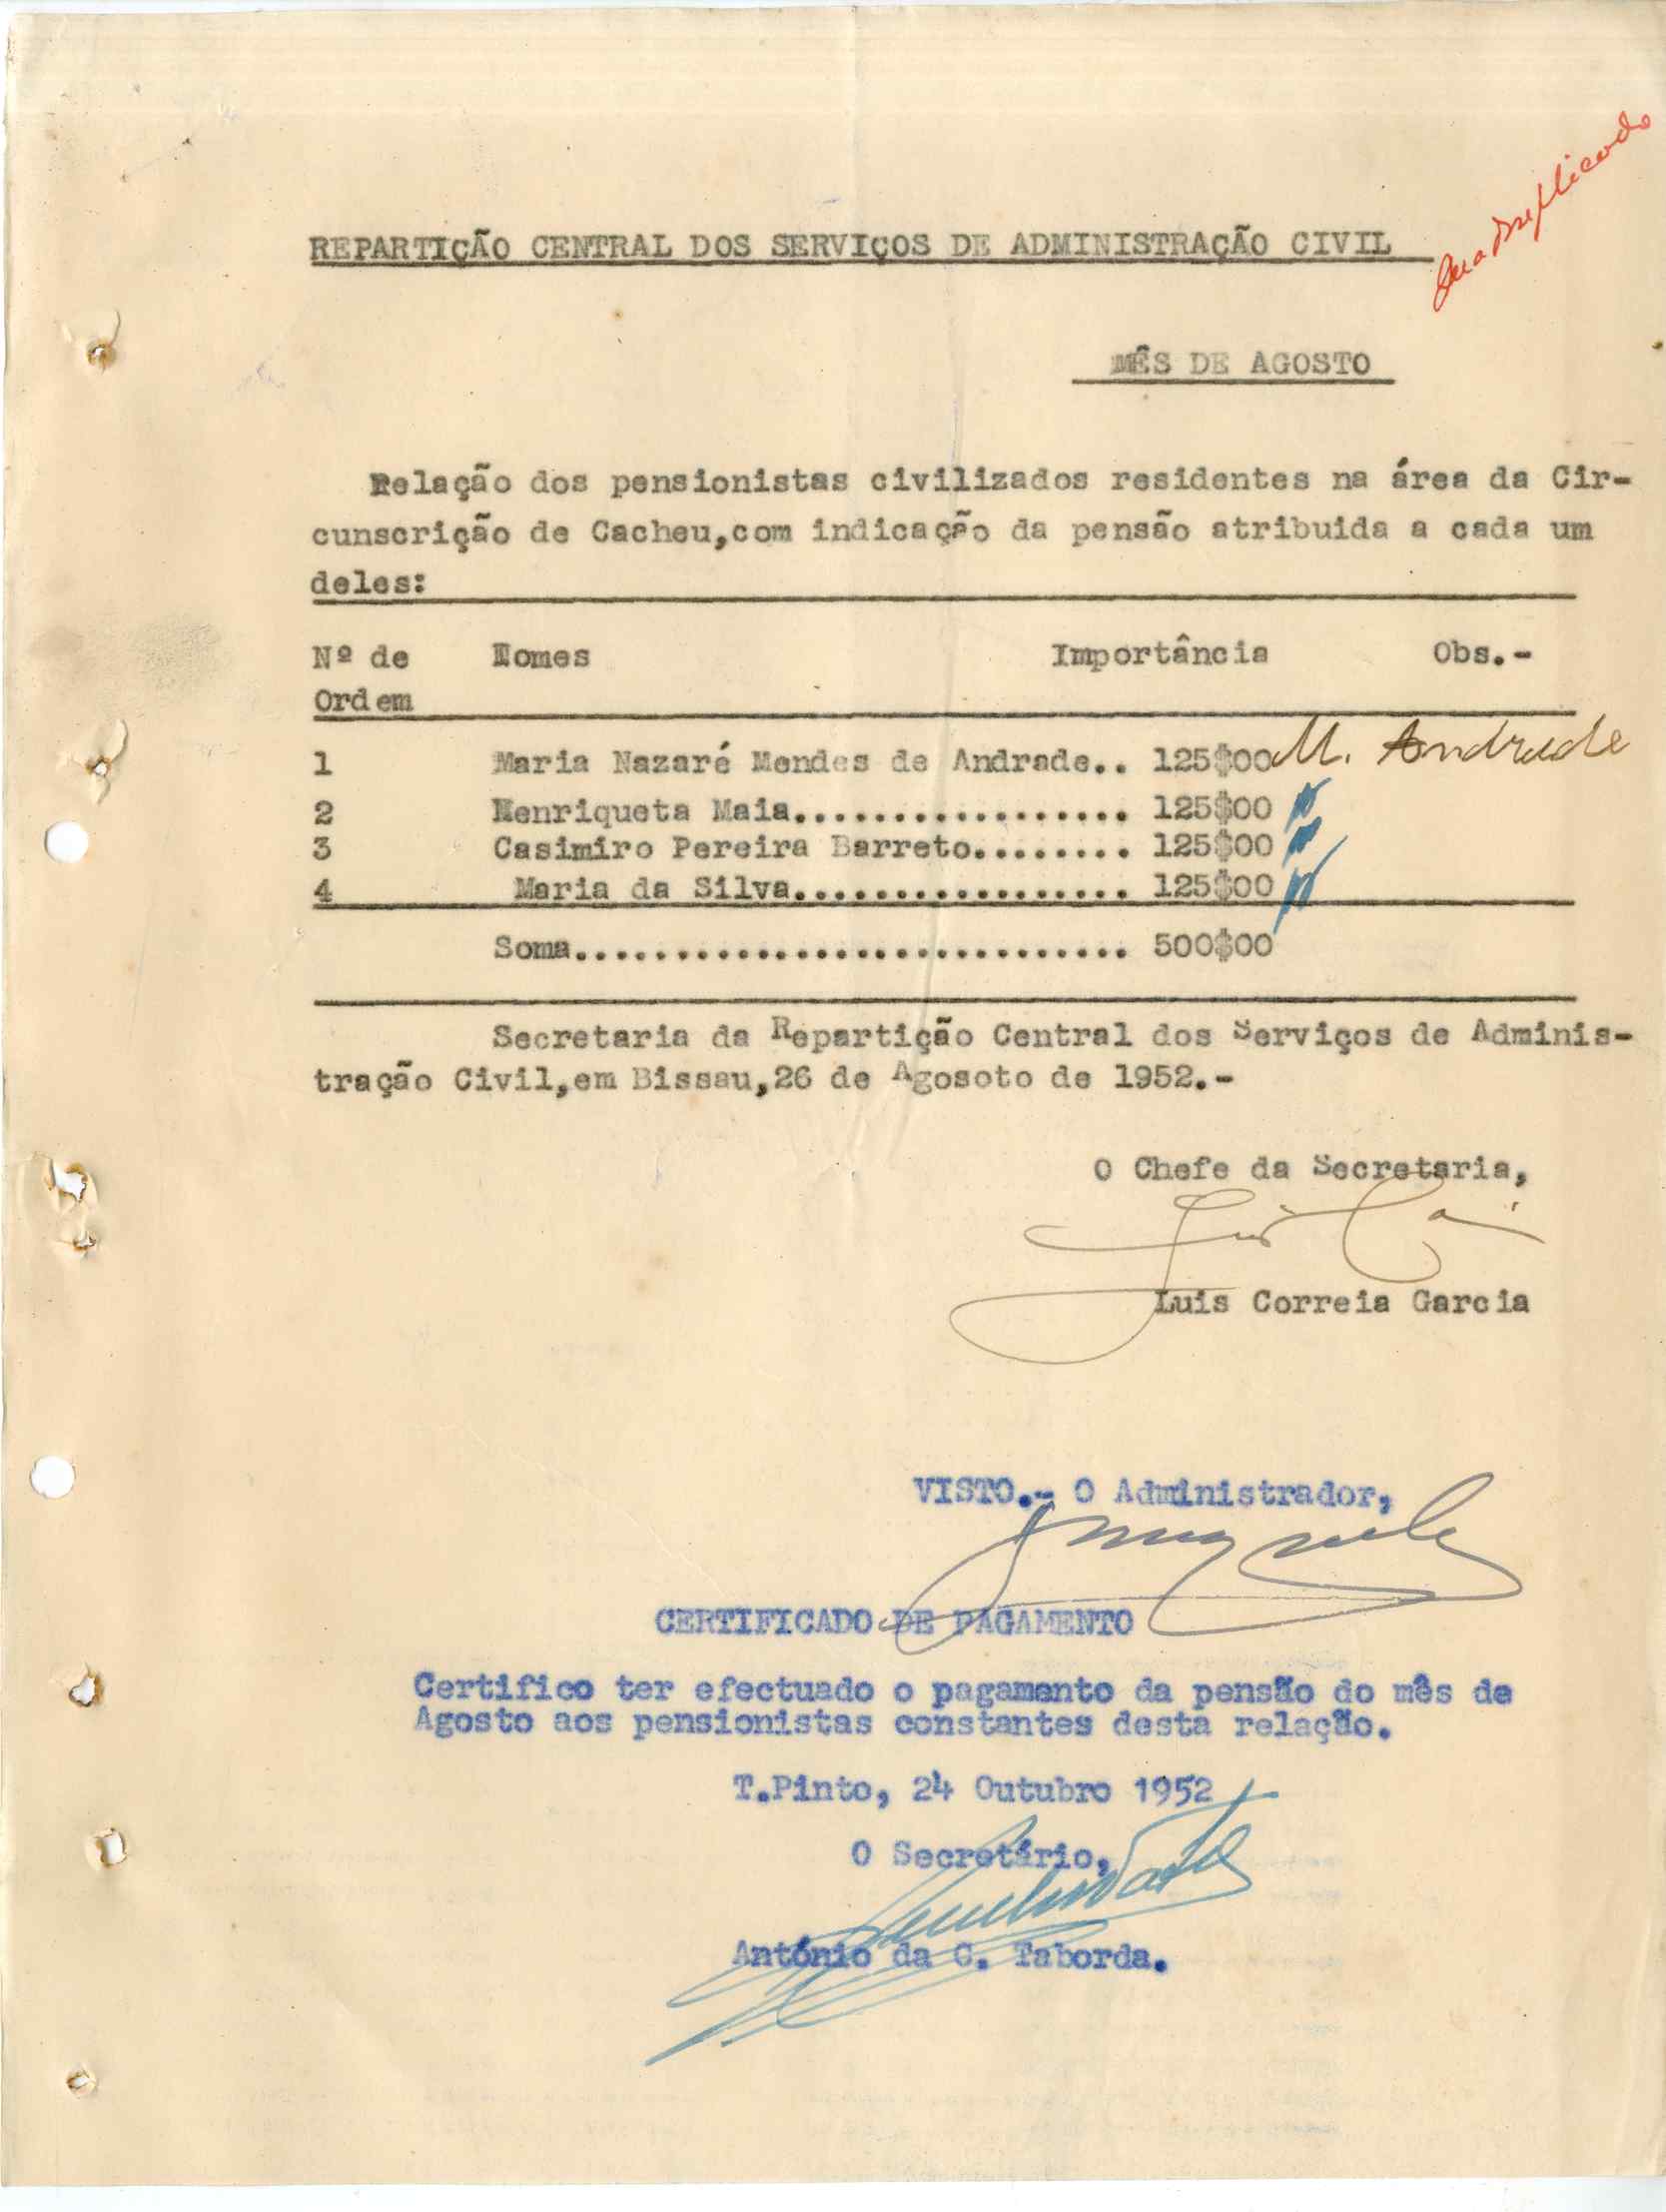 Quadruplicado
REPARTIÇÃO CENTRAL DOS SERVIÇOS DE ADMINISTRAÇÃO CIVIL
MÊS DE AGOSTO
Relação dos pensionistas civilizados residentes na área da Cir-
cunscrição de Cacheu,com indicação da pensão atribuida a cada um
deles:
Nº de Nomes Importância Obs.-
Ordem
1 Maria Nazaré Mendes de Andrade.. 125$00 M. Andrade
2 Henriqueta Maia................. 125$00
3 Casimiro Pereira Barreto........ 125$00
4 Maria da Silva................. 125$00
Soma............................ 500$00
Secretaria da Repartição Central dos Serviços de Adminis-
tração Civil,em Bissau,26 de Agosoto de 1952.-
O Chefe da Secretaria,
Luis Correia Garcia
VISTO.- O Administrador,
CERTIFICADO DE PAGAMENTO
Certifico ter efectuado o pagamento da pensão do mês de
Agosto aos pensionistas constantes desta relação.
T.Pinto, 24 Outubro 1952
O Secretário,
António da C. Taborda.